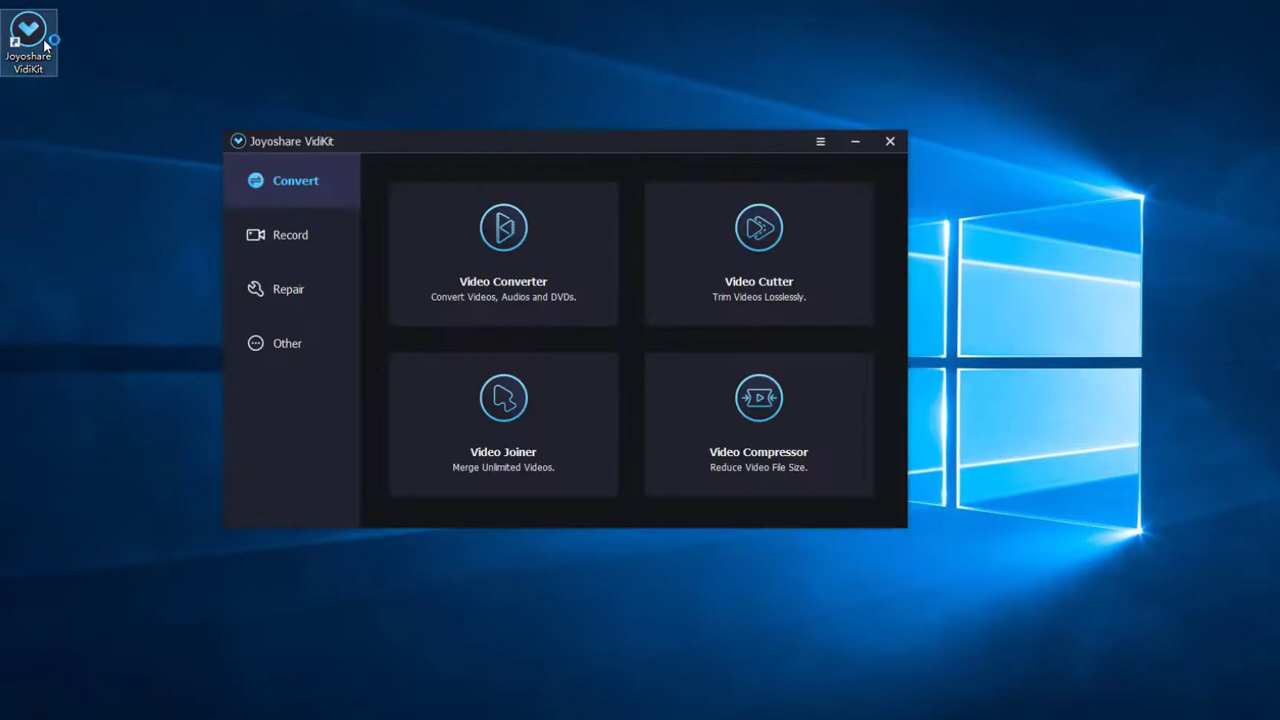 Joyoshare
VidiKit
Joyoshare VidiKit
Convert
Record
Repair
Other
Video Converter
Convert Videos, Audios and DVDs.
Video Cutter
Trim Videos Losslessly.
Video Joiner
Merge Unlimited Videos.
Video Compressor
Reduce Video File Size.